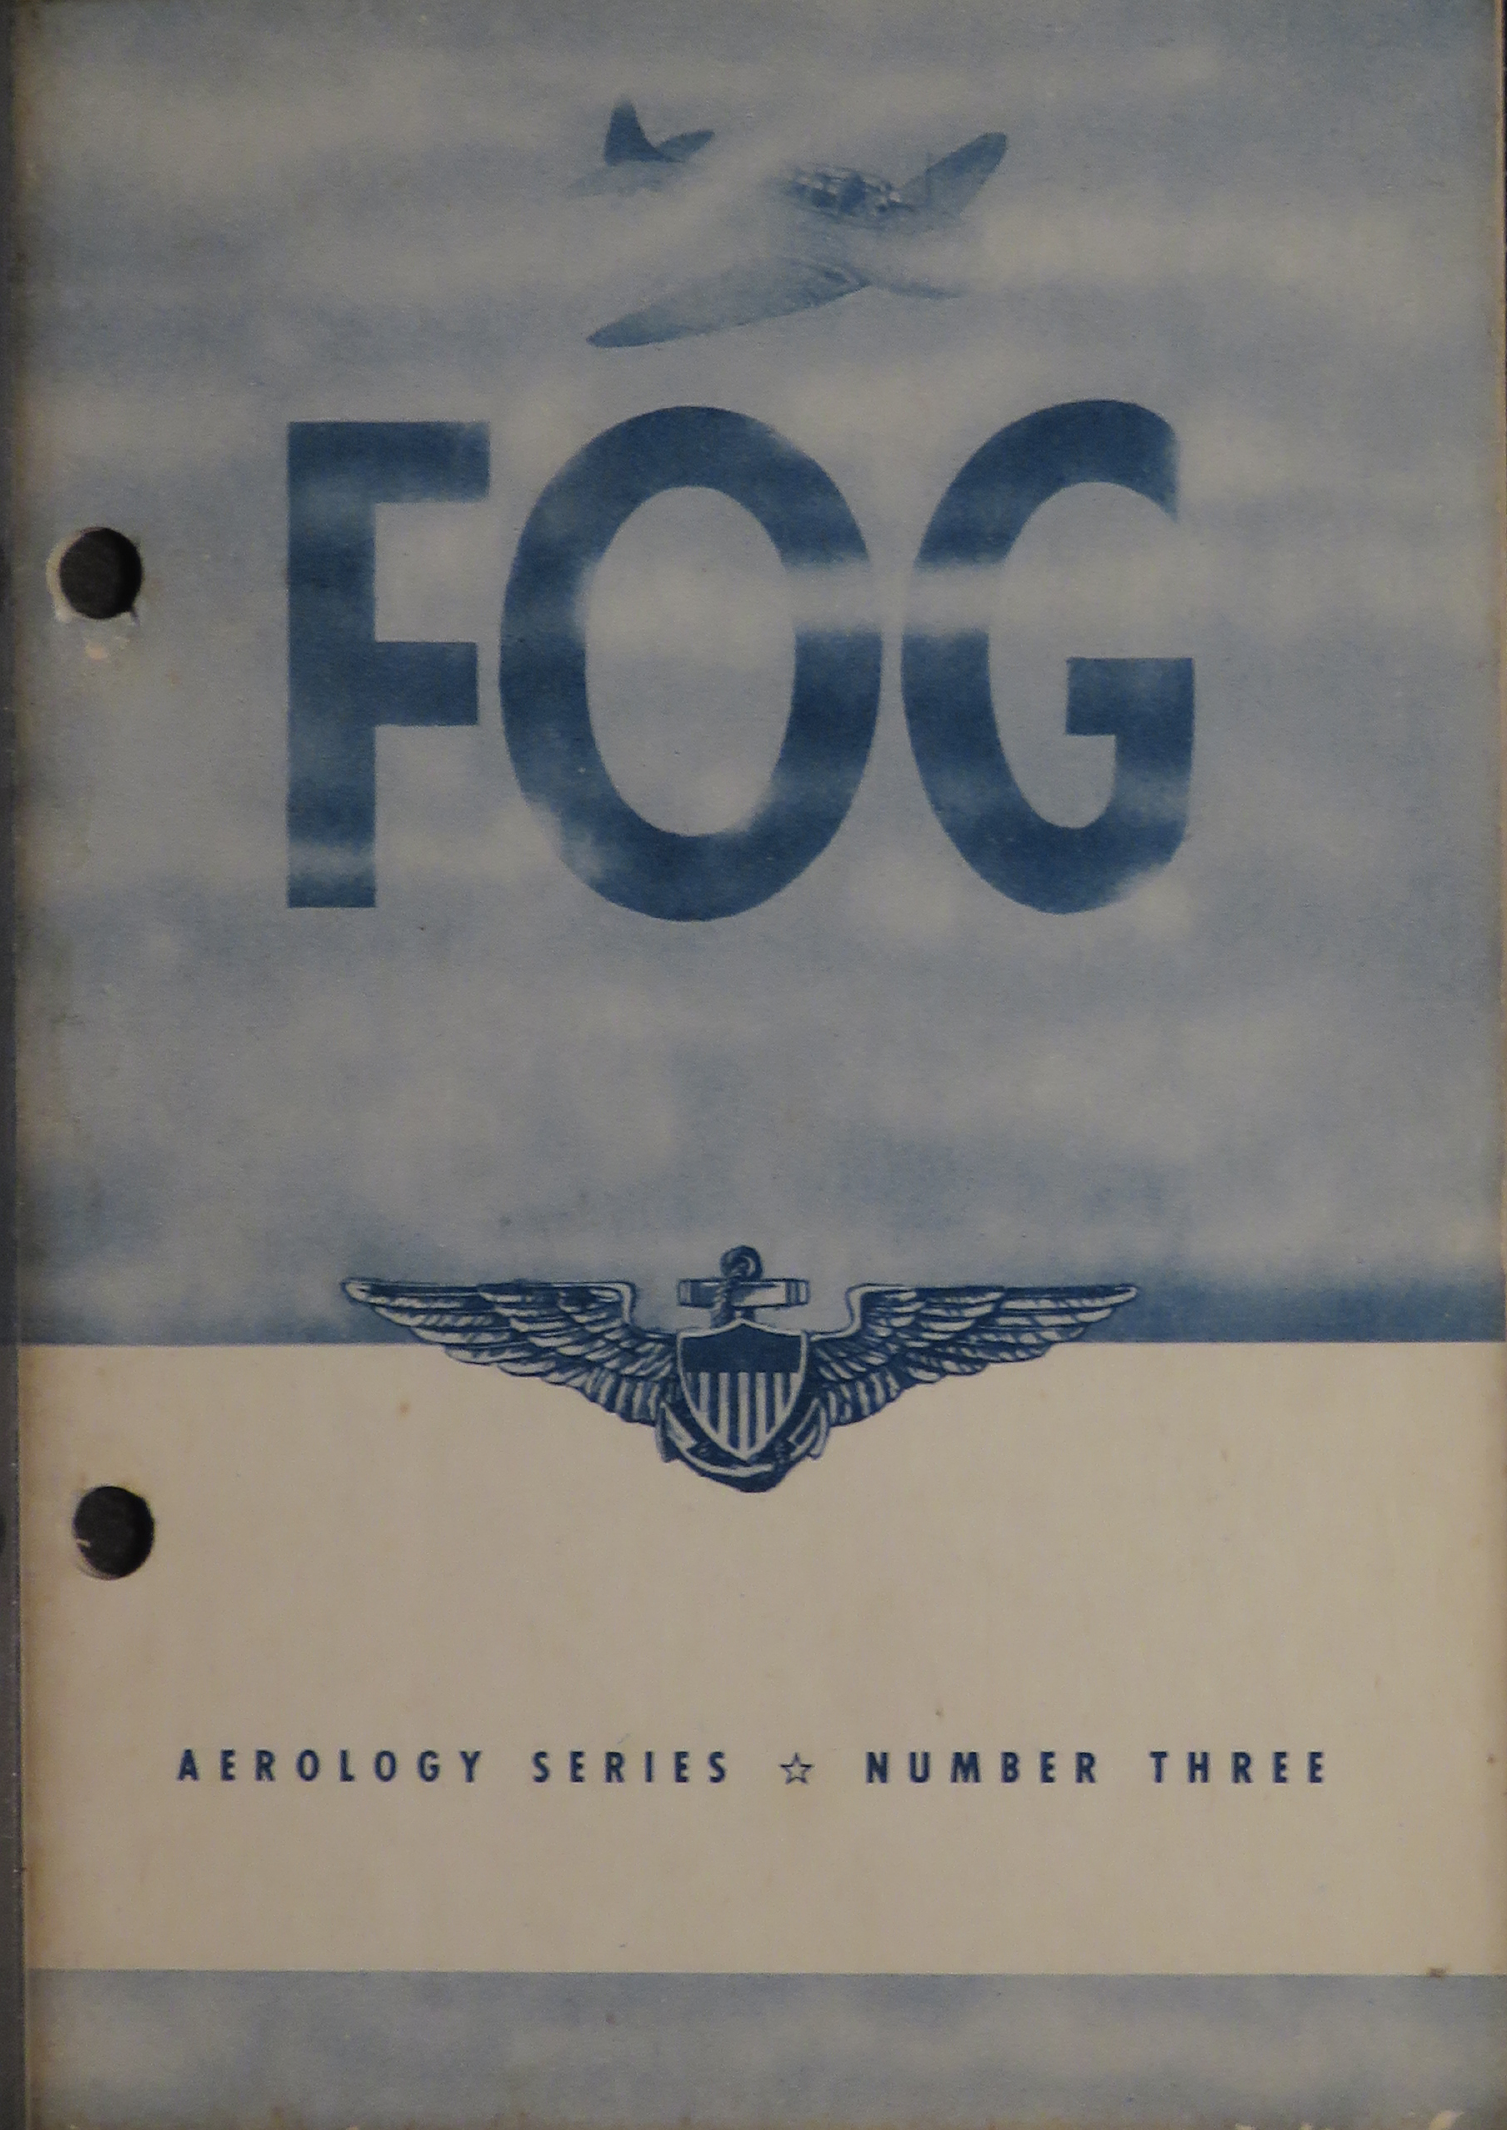 FOG
AEROLOGY SERIES ☆ NUMBER THREE